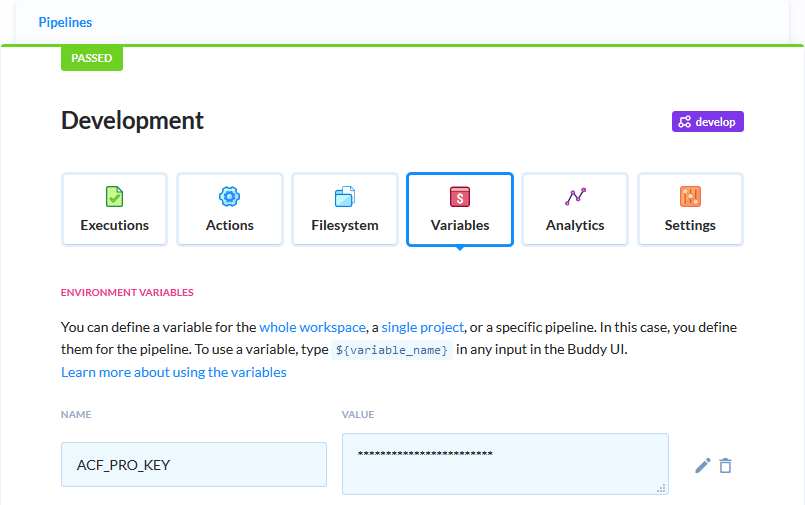 Pipelines
PASSED
Development
develop
Executions
Actions
Filesystem
Variables
Analytics
Settings
ENVIRONMENT VARIABLES
You can define a variable for the whole workspace, a single project, or a specific pipeline. In this case, you define
them for the pipeline. To use a variable, type ${variable_name} in any input in the Buddy UI.
Learn more about using the variables
NAME VALUE
ACF_PRO_KEY ************************